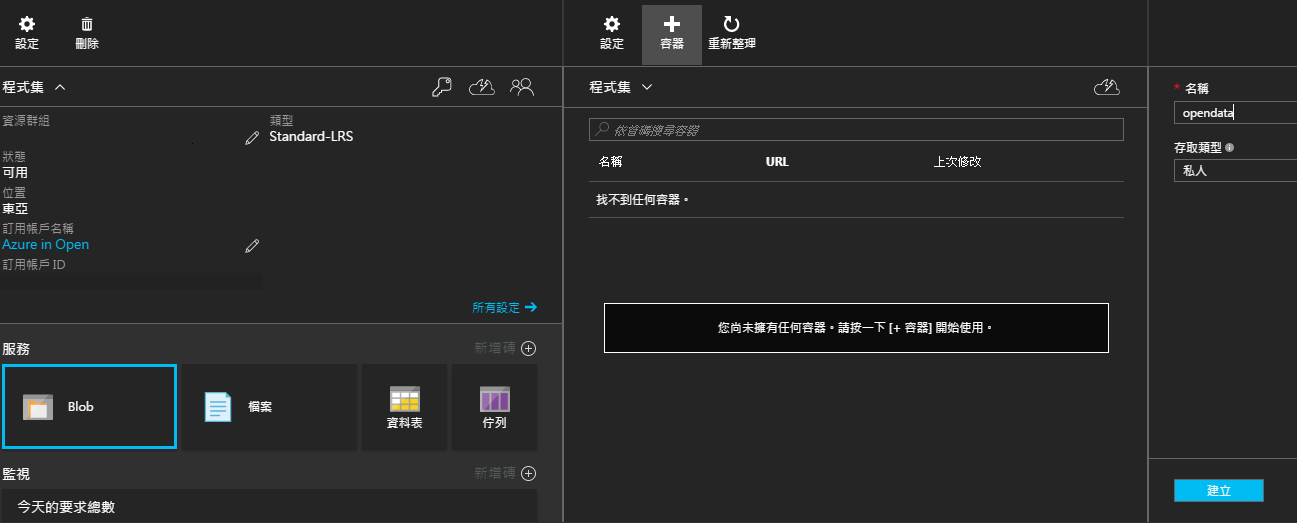 設定
刪除
程式集
資源群組
類型
Standard-LRS
狀態
可用
位置
東亞
訂用帳戶名稱
Azure in Open
訂用帳戶 ID
所有設定
服務
新增磚
Blob
檔案
資料表
佇列
監視
新增磚
今天的要求總數
設定
容器
重新整理
程式集
依首碼搜尋容器
名稱 URL 上次修改
找不到任何容器。
您尚未擁有任何容器。請按一下 [+ 容器] 開始使用。
* 名稱
opendata
存取類型
私人
建立